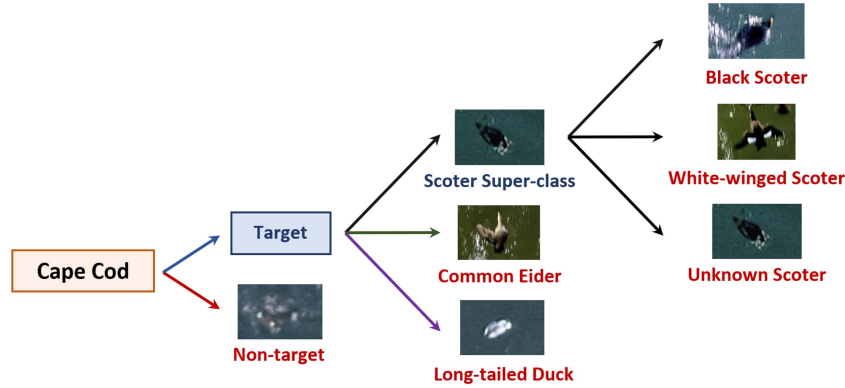 Cape Cod
Target
Non-target
Scoter Super-class
Common Eider
Long-tailed Duck
Black Scoter
White-winged Scoter
Unknown Scoter